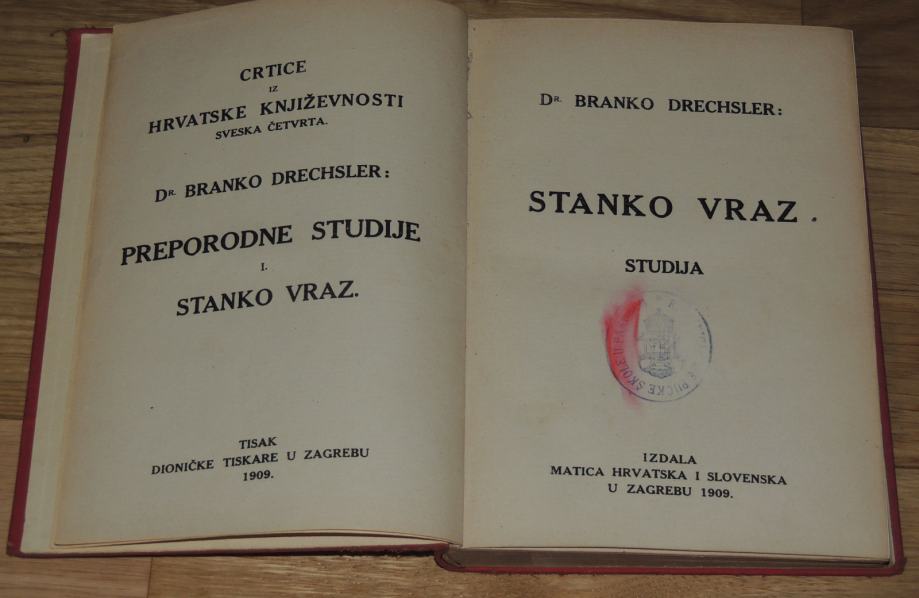 CRTICE
IZ
HRVATSKE KNJIŽEVNOSTI
SVESKA ČETVRTA.
DR. BRANKO DRECHSLER:
PREPORODNE STUDIJE
I.
STANKO VRAZ.
TISAK
DIONIČKE TISKARE U ZAGREBU
1909.
DR. BRANKO DRECHSLER:
STANKO VRAZ.
STUDIJA
ŠKOLE U
IZDALA
MATICA HRVATSKA I SLOVENSKA
U ZAGREBU 1909.